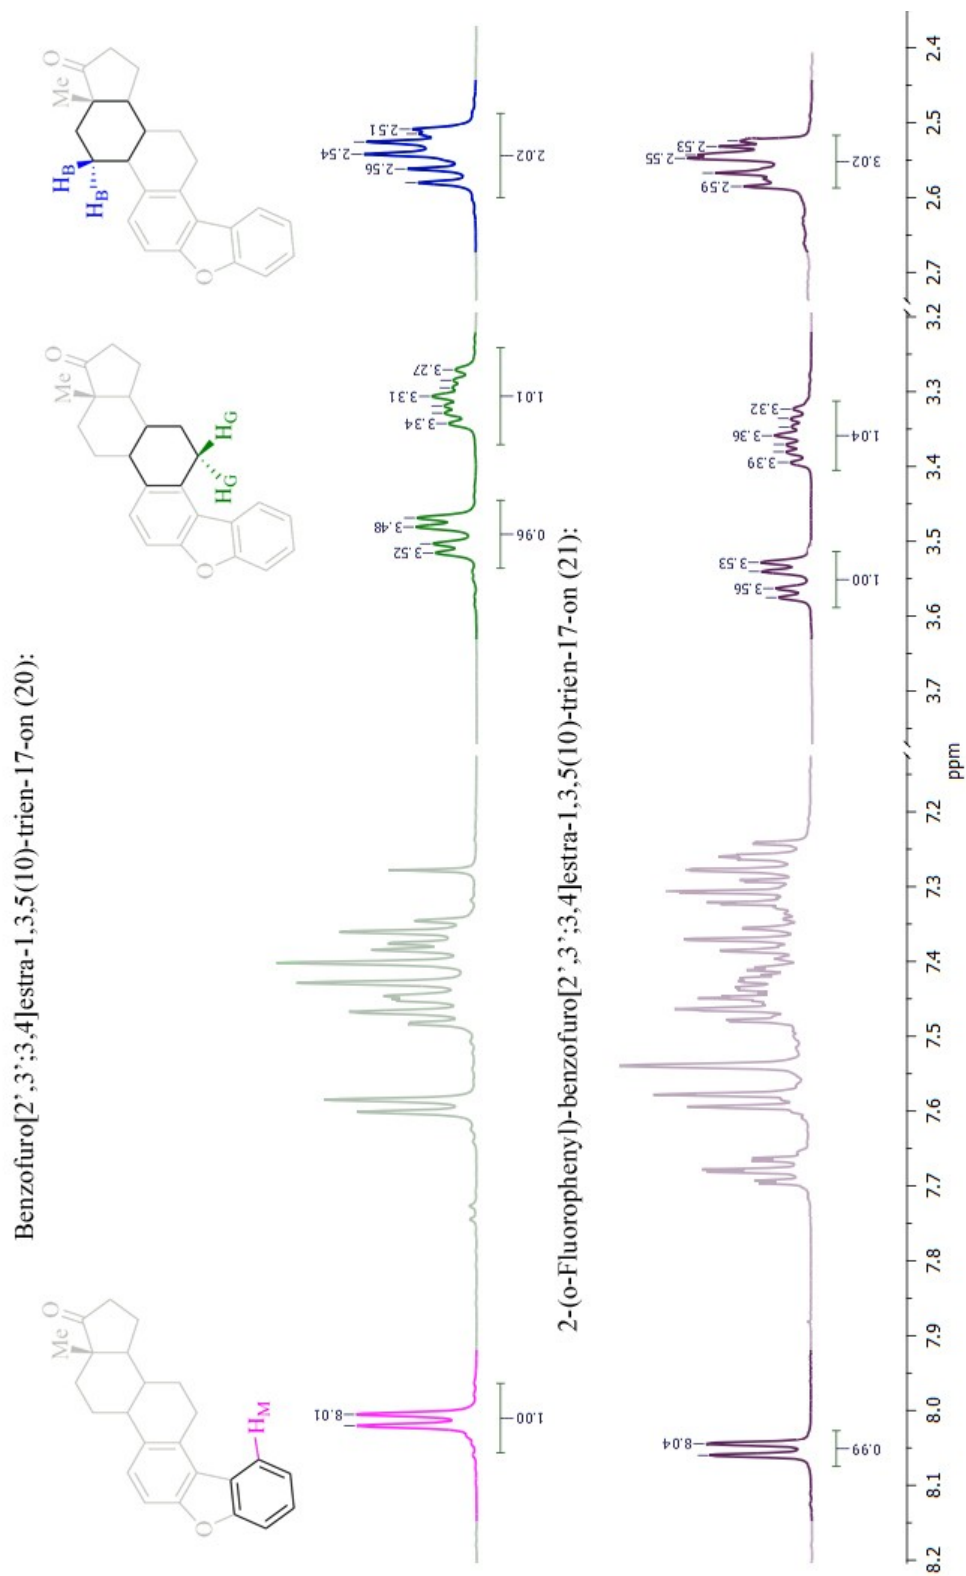 Benzofuro[2',3':3,4]estra-1,3,5(10)-trien-17-on (20):
O
Me
H_M
O
O
Me
H_G
H_G
O
O
Me
H_B
H_B
O
8.01
3.52
3.48
3.34
3.31
3.27
2.56
2.54
2.51
1.00
0.96
1.01
2.02
2-(o-Fluorophenyl)-benzofuro[2',3':3,4]estra-1,3,5(10)-trien-17-on (21):
8.04
3.56
3.53
3.39
3.36
3.32
2.59
2.55
2.53
0.99
1.00
1.04
3.02
8.2 8.1 8.0 7.9 7.8 7.7 7.6 7.5 7.4 7.3 7.2 3.7 3.6 3.5 3.4 3.3 3.2 2.7 2.6 2.5 2.4
ppm